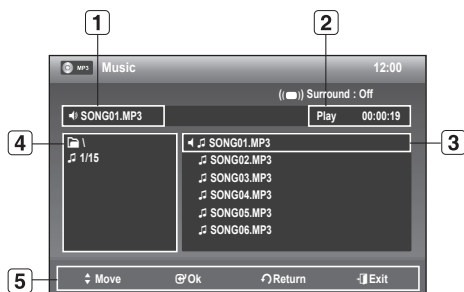 1
2
MP3 Music 12:00
Surround : Off
SONG01.MP3 Play 00:00:19
4
\
1/15
3
SONG01.MP3
SONG02.MP3
SONG03.MP3
SONG04.MP3
SONG05.MP3
SONG06.MP3
5
Move Ok Return Exit